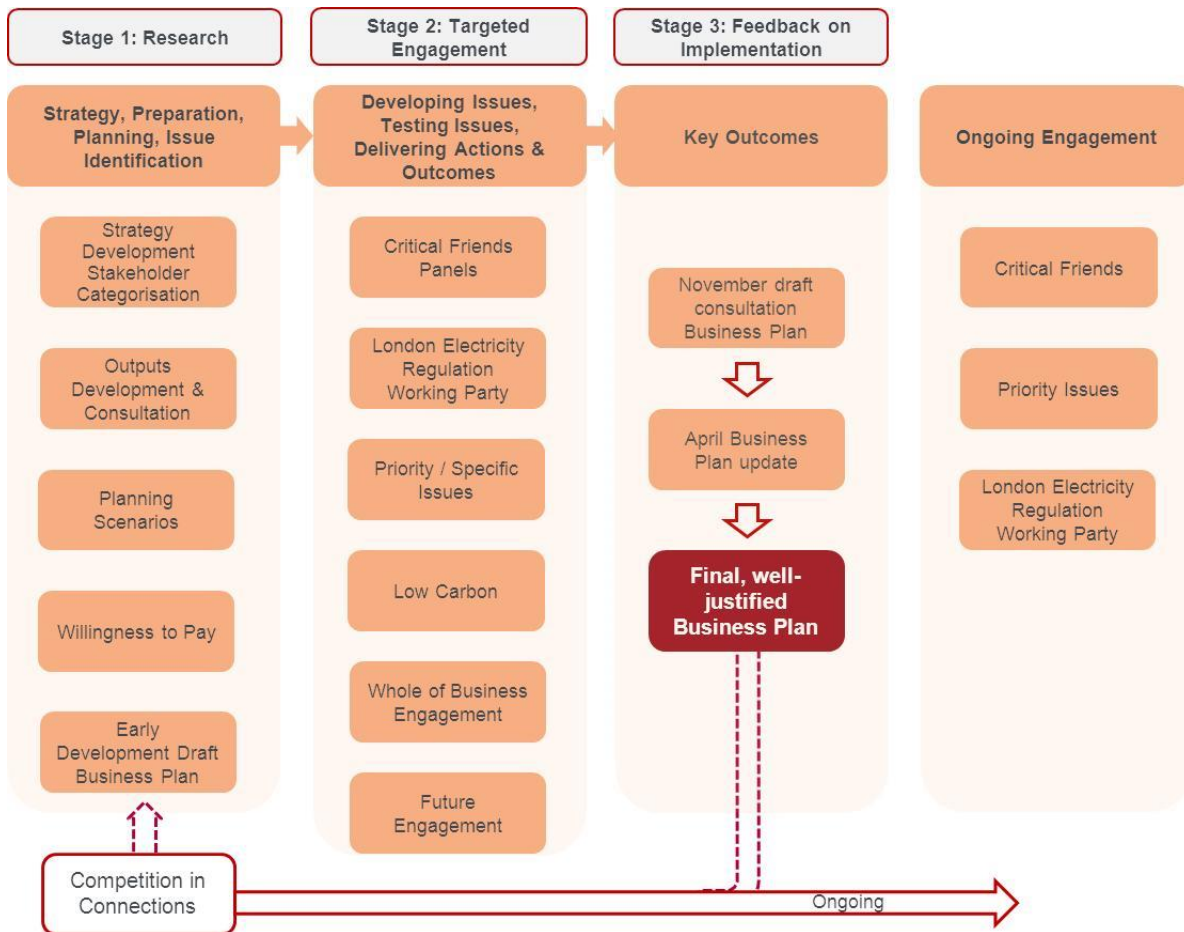 Stage 1: Research
Stage 2: Targeted
Engagement
Stage 3: Feedback on
Implementation
Strategy, Preparation,
Planning, Issue
Identification
Developing Issues,
Testing Issues,
Delivering Actions &
Outcomes
Key Outcomes
Ongoing Engagement
Strategy
Development
Stakeholder
Categorisation
Outputs
Development &
Consultation
Planning
Scenarios
Willingness to Pay
Early
Development Draft
Business Plan
Critical Friends
Panels
London Electricity
Regulation
Working Party
Priority / Specific
Issues
Low Carbon
Whole of Business
Engagement
Future
Engagement
November draft
consultation
Business Plan
April Business
Plan update
Final, well-
justified
Business Plan
Critical Friends
Priority Issues
London Electricity
Regulation
Working Party
Competition in
Connections
Ongoing